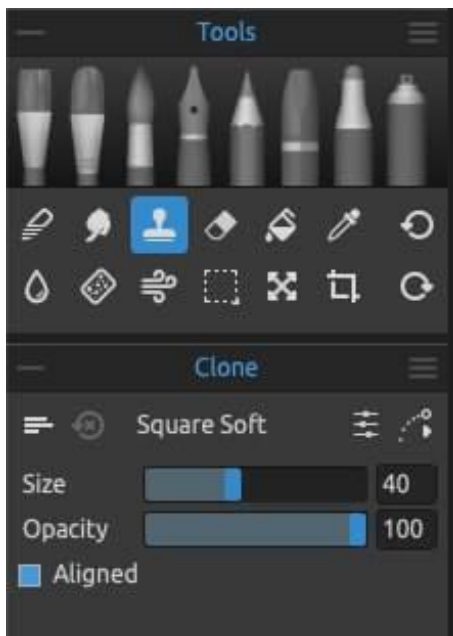 Tools
Clone
Square Soft
Size 40
Opacity 100
Aligned